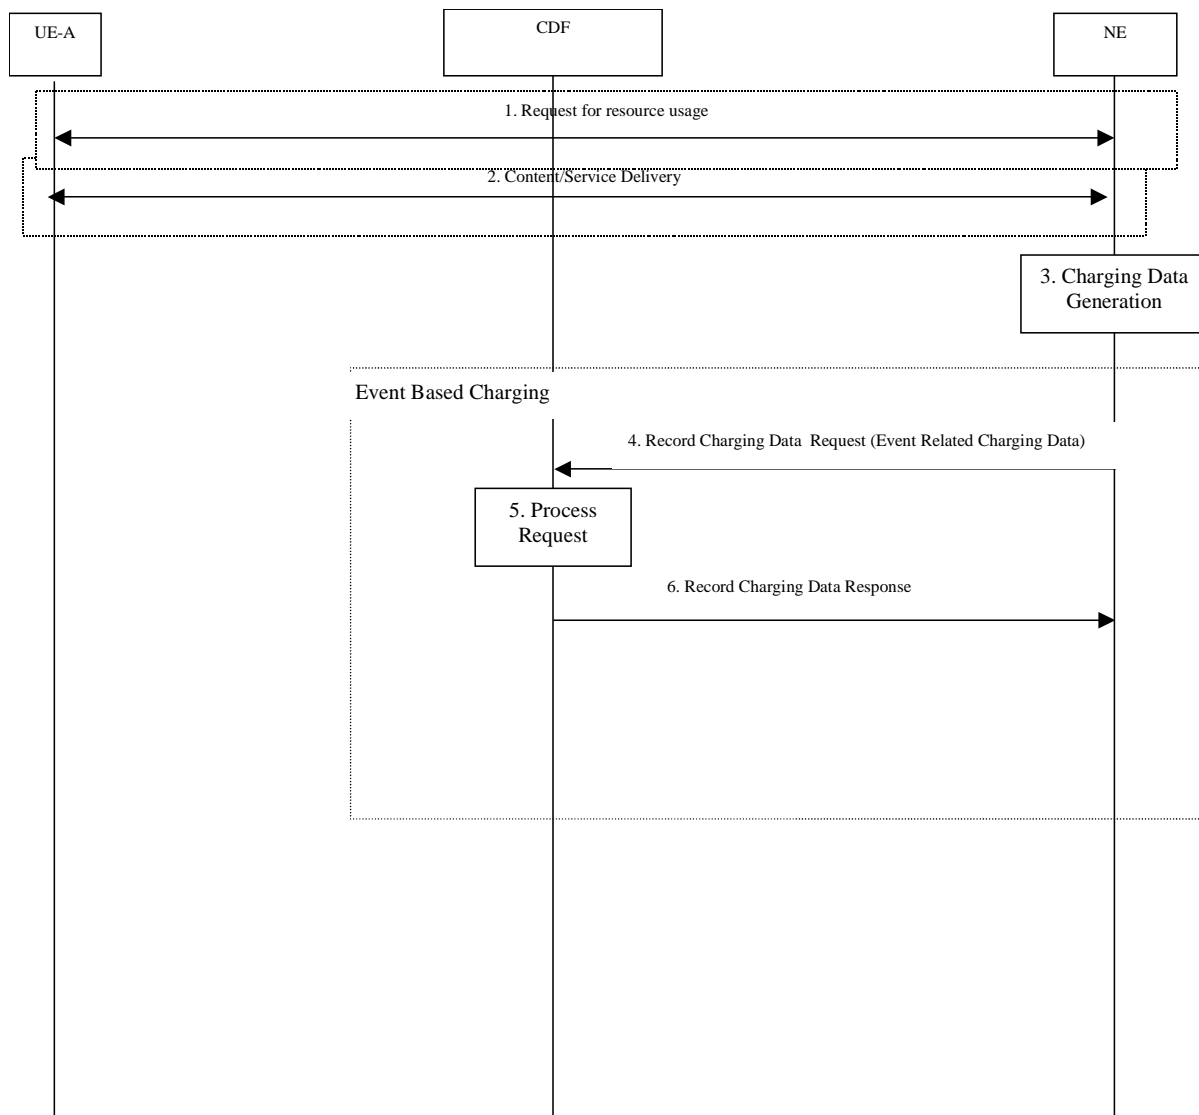 UE-A
CDF
NE
1. Request for resource usage
2. Content/Service Delivery
3. Charging Data
Generation
Event Based Charging
4. Record Charging Data  Request (Event Related Charging Data)
5. Process
Request
6. Record Charging Data Response